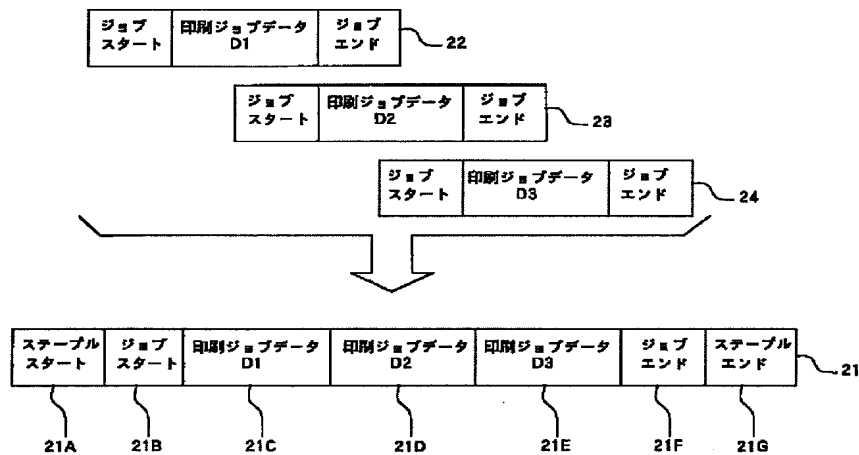 ジョブ
スタート
印刷ジョブデータ
D1
ジョブ
エンド
22
ジョブ
スタート
印刷ジョブデータ
D2
ジョブ
エンド
23
ジョブ
スタート
印刷ジョブデータ
D3
ジョブ
エンド
24
ステープル
スタート
ジョブ
スタート
印刷ジョブデータ
D1
印刷ジョブデータ
D2
印刷ジョブデータ
D3
ジョブ
エンド
ステープル
エンド
21
21A
21B
21C
21D
21E
21F
21G